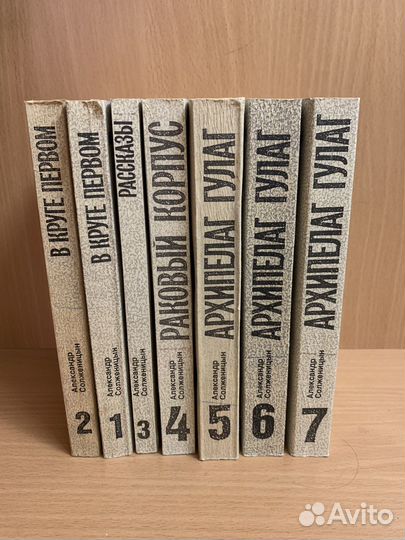 В КРУГЕ ПЕРВОМ
Александр
Солженицын
2
В КРУГЕ ПЕРВОМ
Александр
Солженицын
1
РАССКАЗЫ
Александр
Солженицын
3
РАКОВЫЙ КОРПУС
Александр
Солженицын
4
АРХИПЕЛАГ ГУЛАГ
Александр
Солженицын
5
АРХИПЕЛАГ ГУЛАГ
Александр
Солженицын
6
АРХИПЕЛАГ ГУЛАГ
Александр
Солженицын
7
Avito